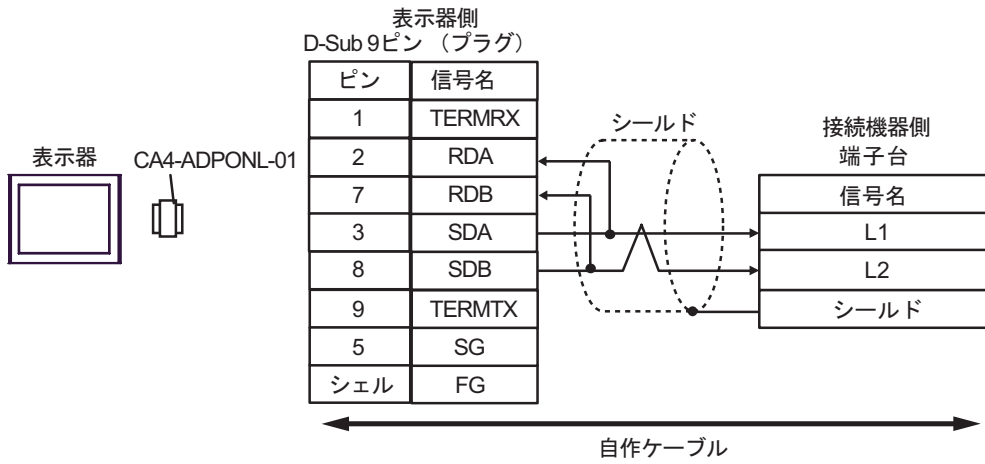 表示器側
D-Sub 9ピン （プラグ）
ピン 信号名
1 TERMRX
2 RDA
7 RDB
3 SDA
8 SDB
9 TERMTX
5 SG
シェル FG
表示器
CA4-ADPONL-01
シールド
接続機器側
端子台
信号名
L1
L2
シールド
自作ケーブル